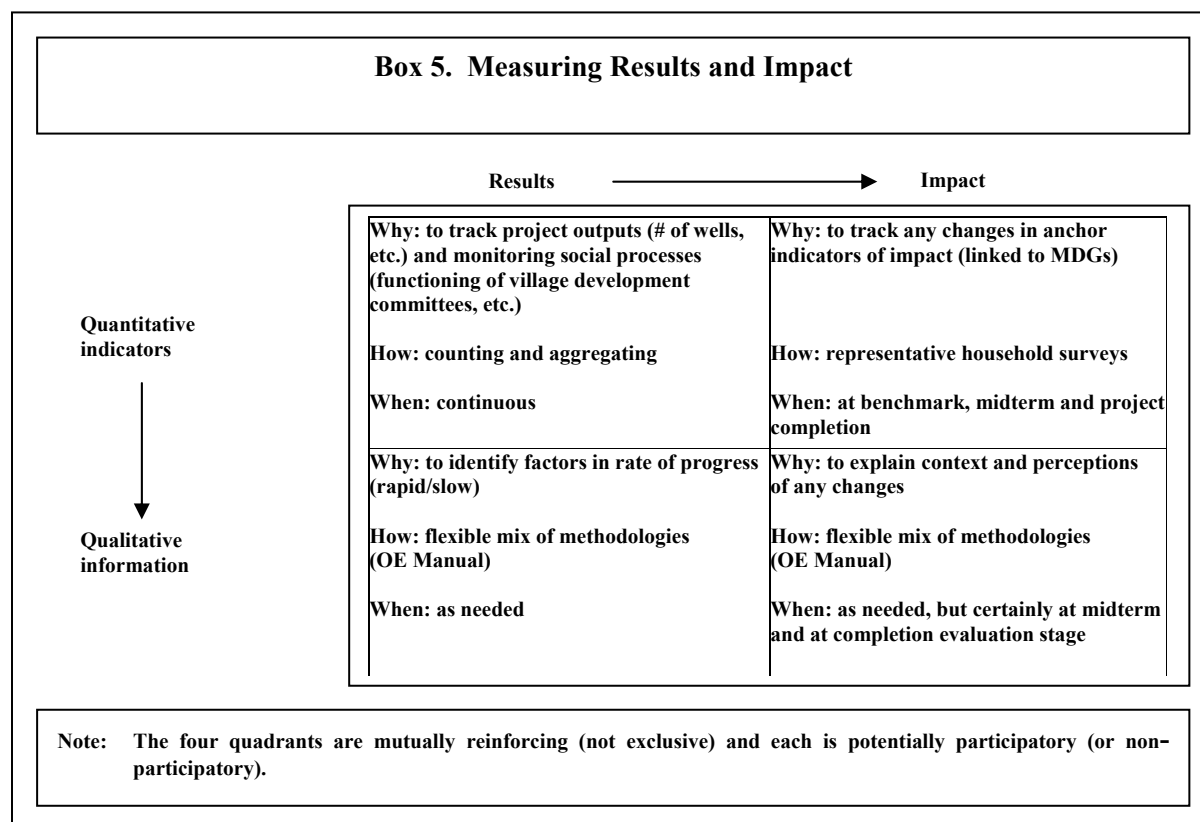 Box 5. Measuring Results and Impact
Results
Impact
Quantitative
indicators
Why: to track project outputs (# of wells,
etc.) and monitoring social processes
(functioning of village development
committees, etc.)
How: counting and aggregating
When: continuous
Why: to track any changes in anchor
indicators of impact (linked to MDGs)
How: representative household surveys
When: at benchmark, midterm and project
completion
Qualitative
information
Why: to identify factors in rate of progress
(rapid/slow)
How: flexible mix of methodologies
(OE Manual)
When: as needed
Why: to explain context and perceptions
of any changes
How: flexible mix of methodologies
(OE Manual)
When: as needed, but certainly at midterm
and at completion evaluation stage
Note: The four quadrants are mutually reinforcing (not exclusive) and each is potentially participatory (or non-
participatory).